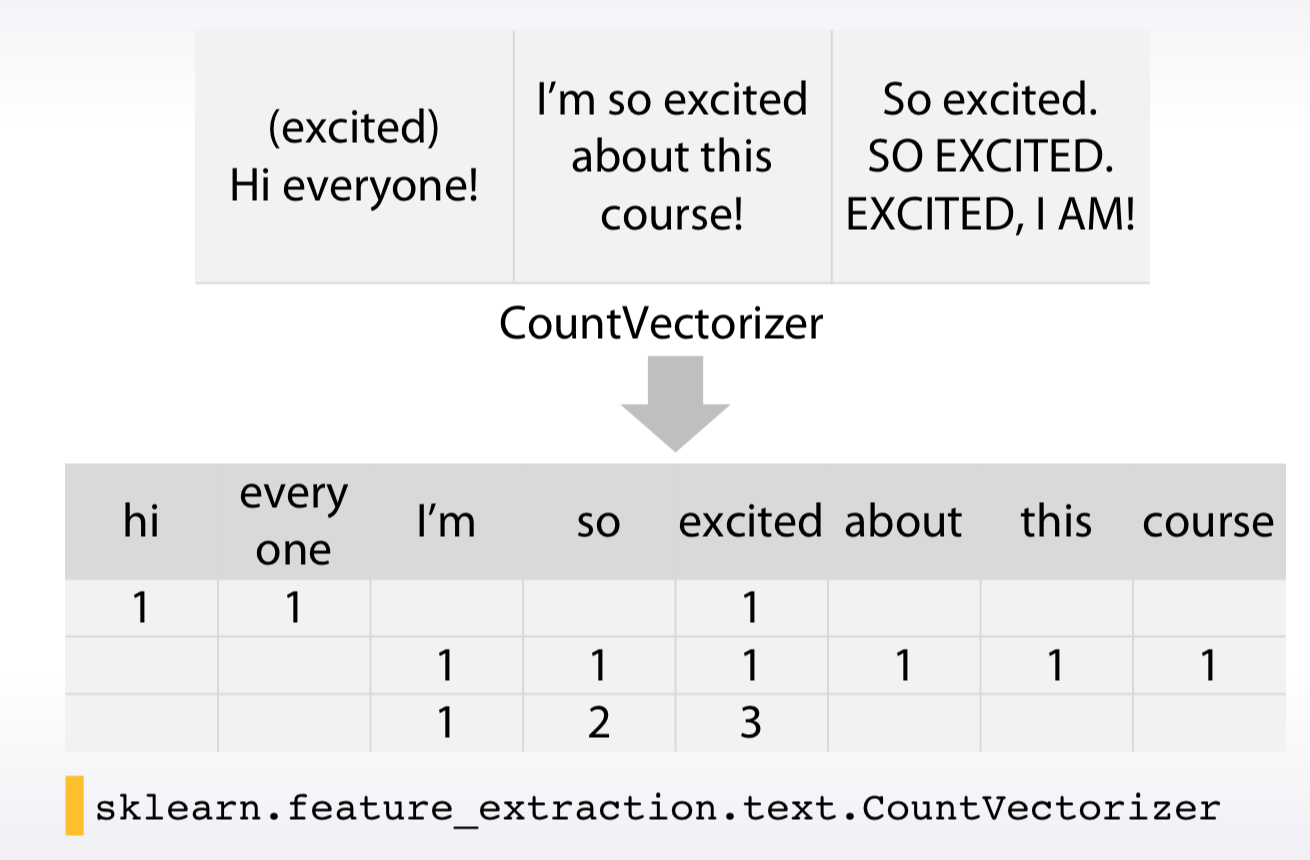 (excited)
Hi everyone!
I’m so excited
about this
course!
So excited.
SO EXCITED.
EXCITED, I AM!
CountVectorizer
hi every one I’m so excited about this course
1 1 1
1 1 1 1 1 1
1 2 3
sklearn.feature_extraction.text.CountVectorizer